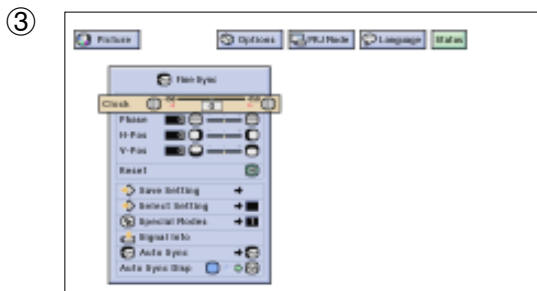 ③
Picture Options PRJ Mode Language Status
Fine Sync
Clock 0
Phase
H-Pos
V-Pos
Reset
Save Setting
Select Setting
Special Modes
Signal Info
Auto Sync
Auto Sync Disp